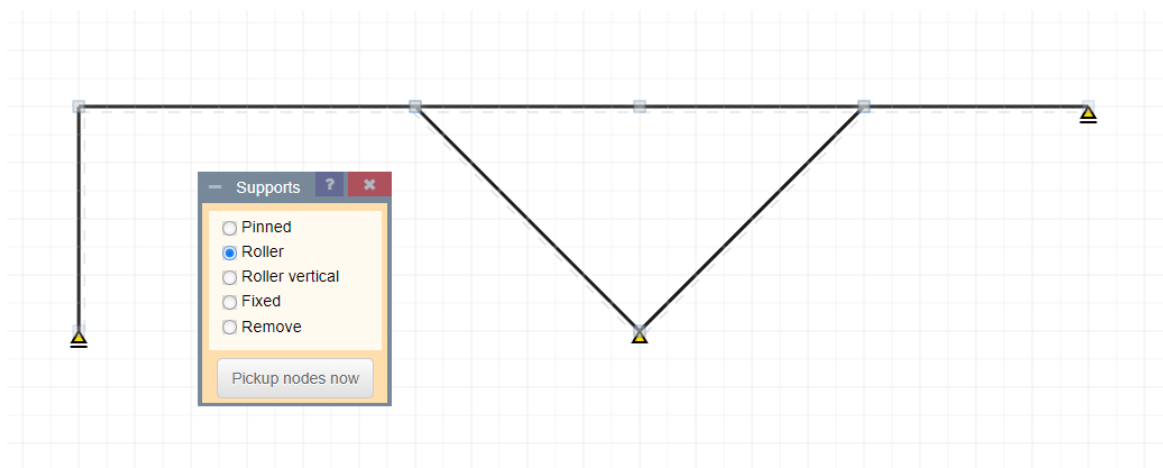 Supports ?
Pinned
Roller
Roller vertical
Fixed
Remove
Pickup nodes now